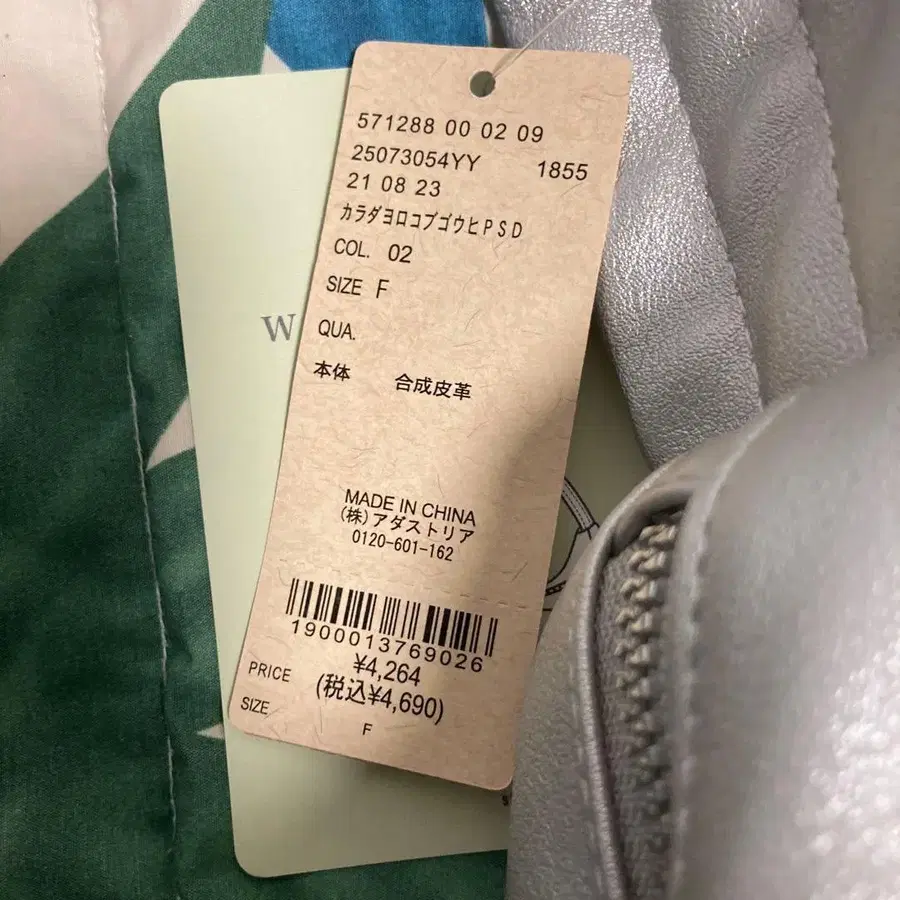 571288 00 02 09
25073054YY 1855
21 08 23
カラダヨロコブゴウヒPSD
COL. 02
SIZE F
QUA.
本体 合成皮革
MADE IN CHINA
(株)アダストリア
0120-601-162
1900013769026
PRICE ¥4,264
(税込¥4,690)
SIZE F
W